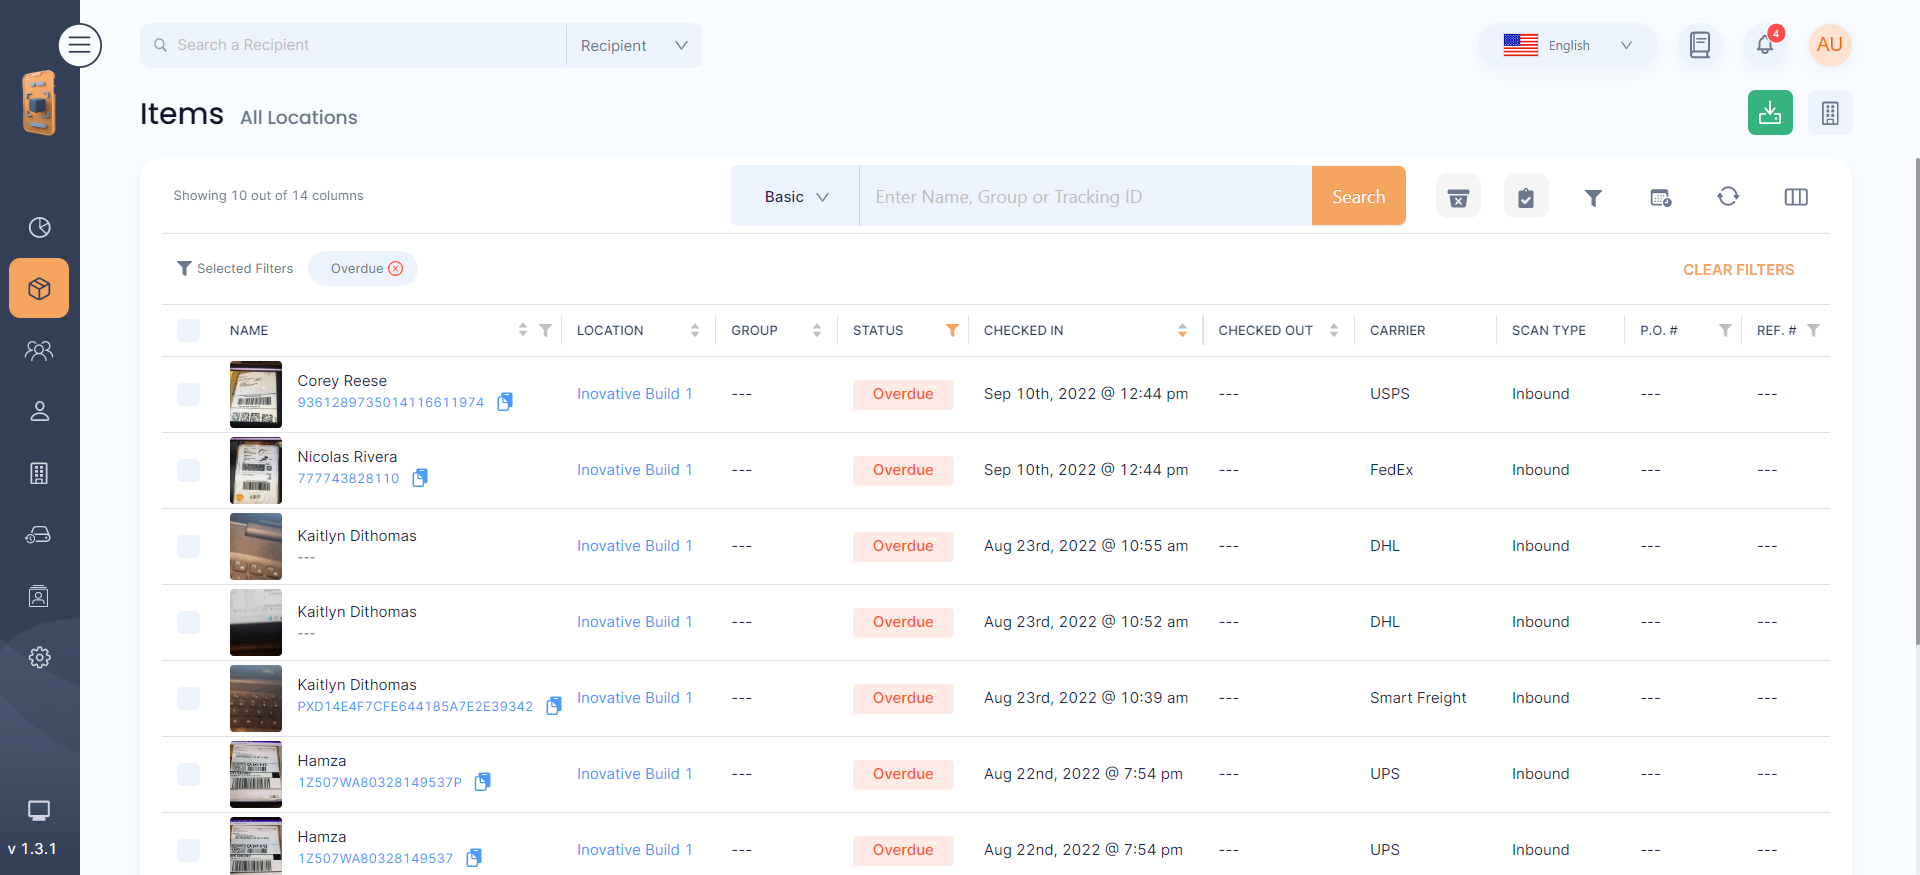 Search a Recipient
Recipient
English
4
AU
Items All Locations
Showing 10 out of 14 columns
Basic
Enter Name, Group or Tracking ID
Search
Selected Filters
Overdue
CLEAR FILTERS
NAME LOCATION GROUP STATUS CHECKED IN CHECKED OUT CARRIER SCAN TYPE P.O. # REF. #
Corey Reese
9361289735014116611974
Inovative Build 1 --- Overdue Sep 10th, 2022 @ 12:44 pm --- USPS Inbound --- ---
Nicolas Rivera
777743828110
Inovative Build 1 --- Overdue Sep 10th, 2022 @ 12:44 pm --- FedEx Inbound --- ---
Kaitlyn Dithomas
---
Inovative Build 1 --- Overdue Aug 23rd, 2022 @ 10:55 am --- DHL Inbound --- ---
Kaitlyn Dithomas
---
Inovative Build 1 --- Overdue Aug 23rd, 2022 @ 10:52 am --- DHL Inbound --- ---
Kaitlyn Dithomas
PXD14E4F7CFE644185A7E2E39342
Inovative Build 1 --- Overdue Aug 23rd, 2022 @ 10:39 am --- Smart Freight Inbound --- ---
Hamza
1Z507WA80328149537P
Inovative Build 1 --- Overdue Aug 22nd, 2022 @ 7:54 pm --- UPS Inbound --- ---
Hamza
1Z507WA80328149537
Inovative Build 1 --- Overdue Aug 22nd, 2022 @ 7:54 pm --- UPS Inbound --- ---
v 1.3.1